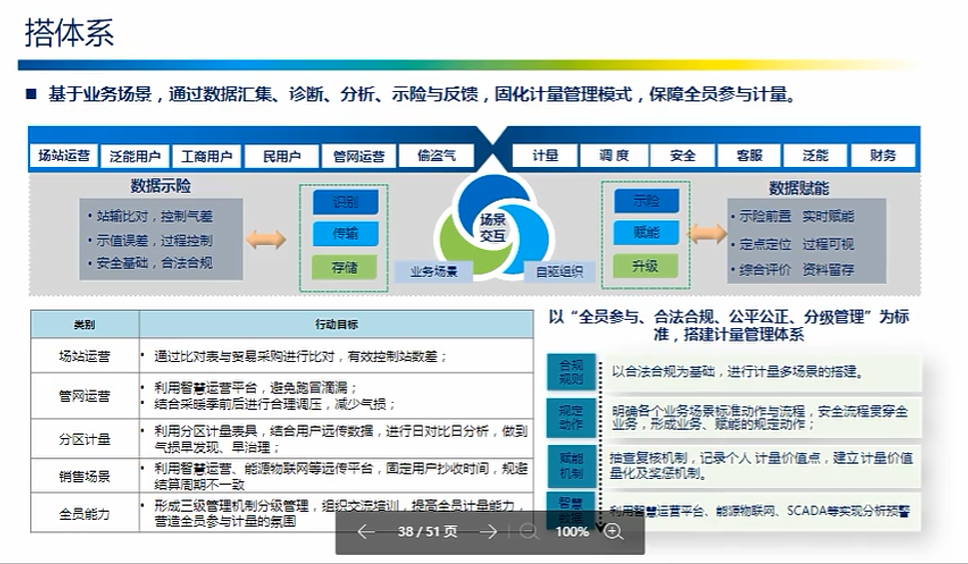 搭体系
■ 基于业务场景，通过数据汇集、诊断、分析、示险与反馈，固化计量管理模式，保障全员参与计量。
场站运营 泛能用户 工商用户 民用户 管网运营 偷盗气 计量 调度 安全 客服 泛能 财务
数据示险
• 站输比对，控制气差
• 示值误差，过程控制
• 安全基础，合法合规
识别
传输
存储
场景
交互
业务场景
自驱组织
示险
赋能
升级
数据赋能
• 示险前置 实时赋能
• 定点定位 过程可视
• 综合评价 资料留存
类别 行动目标
场站运营
• 通过比对表与贸易采购进行比对，有效控制站数差；
管网运营
• 利用智慧运营平台，避免跑冒滴漏；
• 结合采暖季前后进行合理调压，减少气损；
分区计量
• 利用分区计量表具，结合用户远传数据，进行日对比日分析，做到
气损早发现、早治理；
销售场景
• 利用智慧运营、能源物联网等远传平台，固定用户抄收时间，规避
结算周期不一致
全员能力
• 形成三级管理机制分级管理，组织交流培训，提高全员计量能力，
营造全员参与计量的氛围
以“全员参与、合法合规、公平公正、分级管理”为标
准，搭建计量管理体系
合规
规则
以合法合规为基础，进行计量多场景的搭建。
规定
动作
明确各个业务场景标准动作与流程，安全流程贯穿全
业务，形成业务、赋能的规定动作；
赋能
机制
抽查复核机制，记录个人 计量价值点，建立计量价值
量化及奖惩机制。
智慧
数据
利用智慧运营平台、能源物联网、SCADA等实现分析预警
38 / 51 页 100%